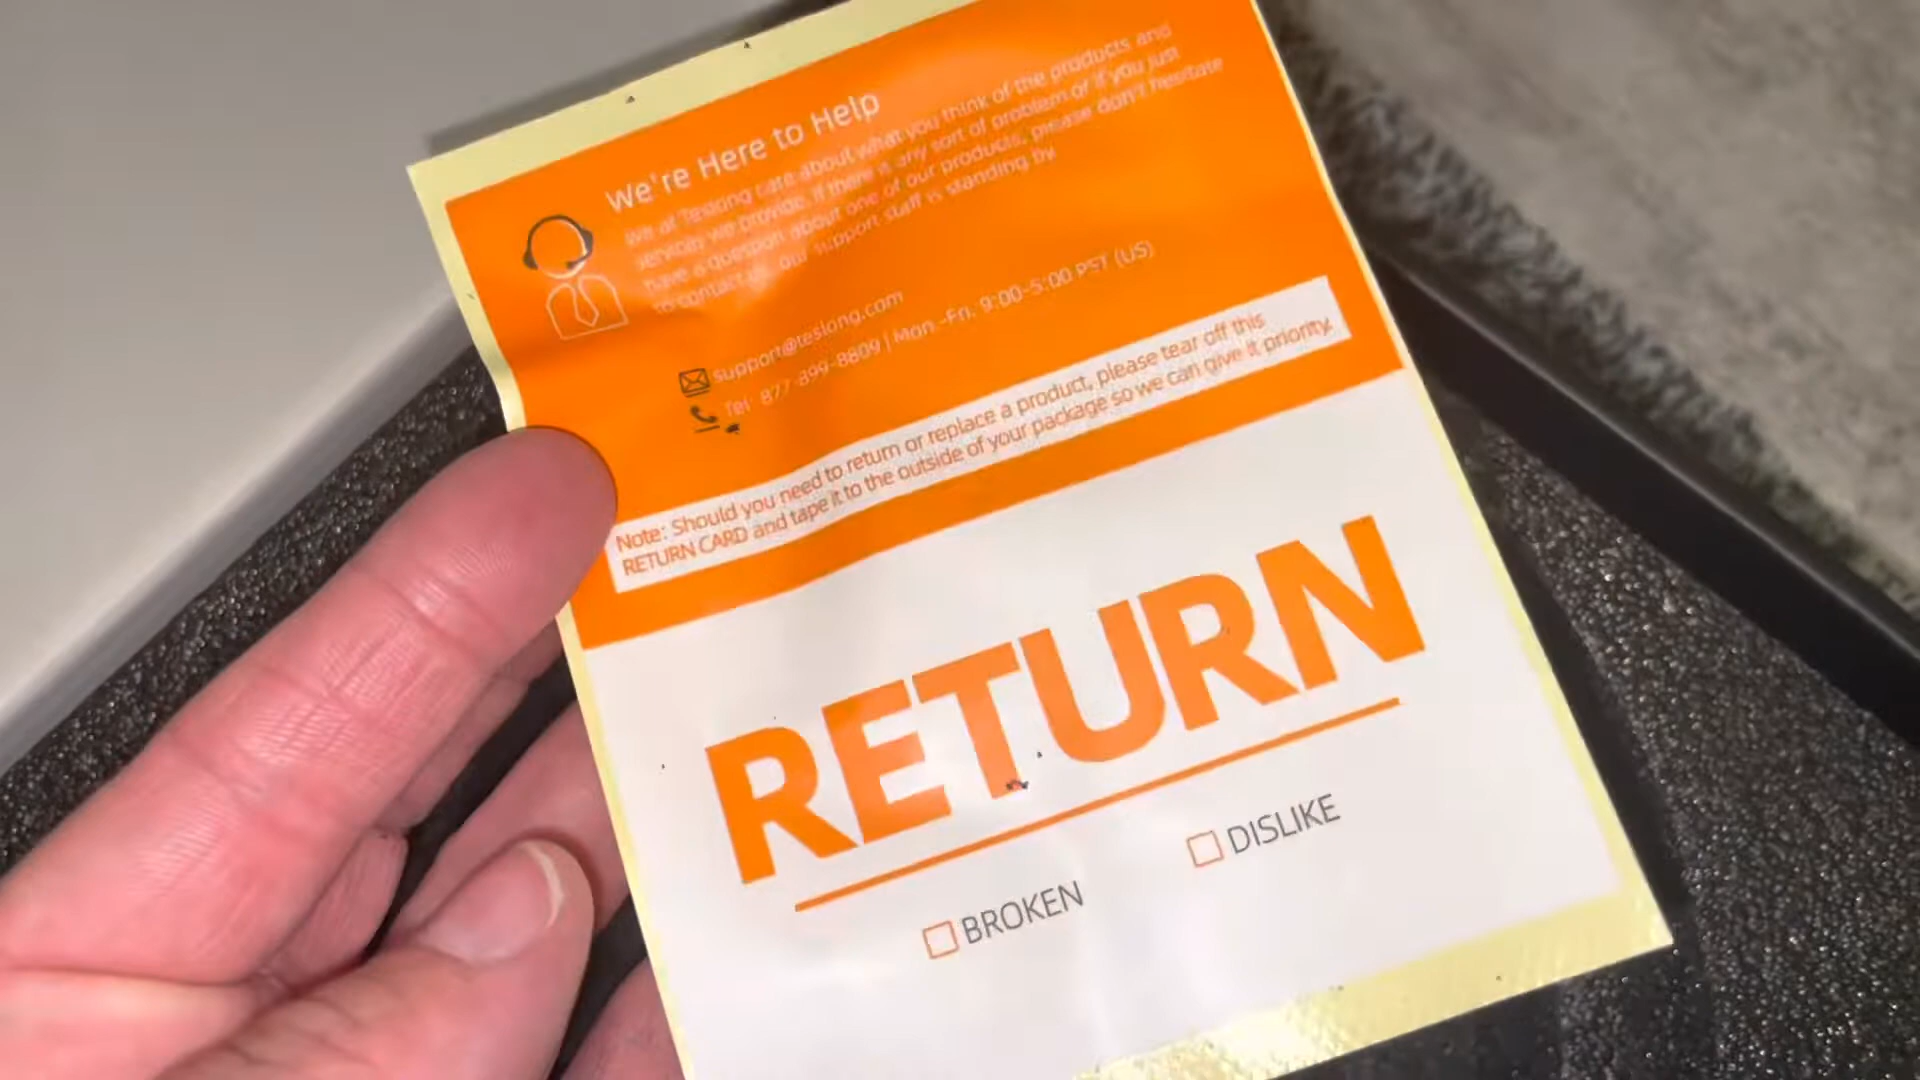 We're Here to Help
We at Teslong care about what you think of the products and
services we provide. If there is any sort of problem or if you just
have a question about one of our products, please don't hesitate
to contact us, our support staff is standing by.
support@teslong.com
Tel: 877-899-8809 | Mon -Fri. 9:00-5:00 PST (US)
Note: Should you need to return or replace a product, please tear off this
RETURN CARD and tape it to the outside of your package so we can give it priority.
RETURN
BROKEN
DISLIKE